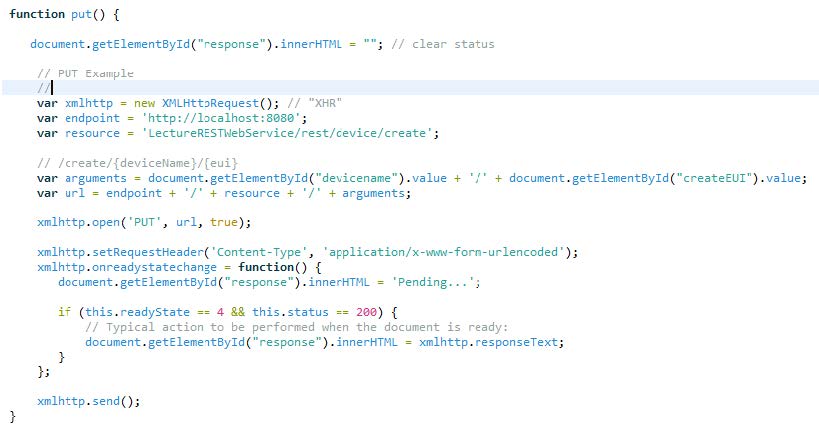 function put() {
document.getElementById("response").innerHTML = ""; // clear status
// PUT Example
//
var xmlhttp = new XMLHttpRequest(); // "XHR"
var endpoint = 'http://localhost:8080';
var resource = 'LectureRESTWebService/rest/device/create';
// /create/{deviceName}/{eui}
var arguments = document.getElementById("devicename").value + '/' + document.getElementById("createEUI").value;
var url = endpoint + '/' + resource + '/' + arguments;
xmlhttp.open('PUT', url, true);
xmlhttp.setRequestHeader('Content-Type', 'application/x-www-form-urlencoded');
xmlhttp.onreadystatechange = function() {
document.getElementById("response").innerHTML = 'Pending...';
if (this.readyState == 4 && this.status == 200) {
// Typical action to be performed when the document is ready:
document.getElementById("response").innerHTML = xmlhttp.responseText;
}
};
xmlhttp.send();
}